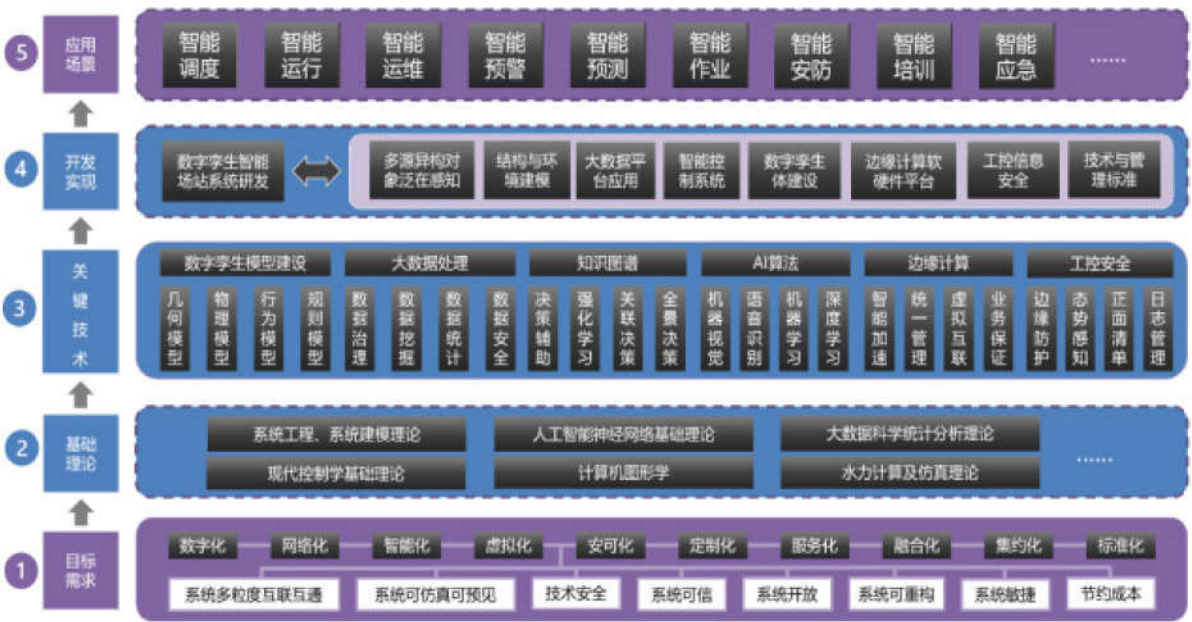 5
应用
场景
智能
调度
智能
运行
智能
运维
智能
预警
智能
预测
智能
作业
智能
安防
智能
培训
智能
应急
......
4
开发
实现
数字孪生智能
场站系统研发
多源异构对
象泛在感知
结构与环
境建模
大数据平
台应用
智能控
制系统
数字孪生
体建设
边缘计算软
硬件平台
工控信息
安全
技术与管
理标准
3
关
键
技
术
数字孪生模型建设
大数据处理
知识图谱
AI算法
边缘计算
工控安全
几何模型
物理模型
行为模型
规则模型
数据治理
数据挖掘
数据统计
数据安全
决策辅助
强化学习
关联决策
全景决策
机器视觉
语音识别
机器学习
深度学习
智能加速
统一管理
虚拟互联
业务保证
边缘防护
态势感知
正面清单
日志管理
2
基础
理论
系统工程、系统建模理论
人工智能神经网络基础理论
大数据科学统计分析理论
现代控制学基础理论
计算机图形学
水力计算及仿真理论
......
1
目标
需求
数字化
网络化
智能化
虚拟化
安可化
定制化
服务化
融合化
集约化
标准化
系统多粒度互联互通
系统可仿真可预见
技术安全
系统可信
系统开放
系统可重构
系统敏捷
节约成本